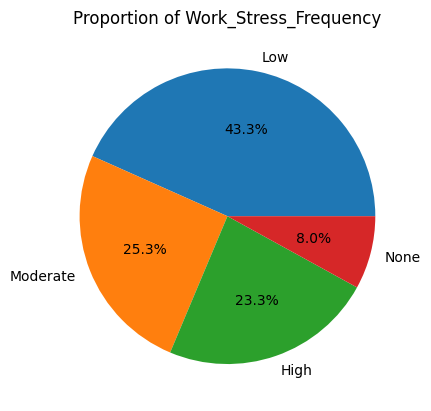 Proportion of Work_Stress_Frequency
Low
43.3%
Moderate
25.3%
8.0%
None
23.3%
High